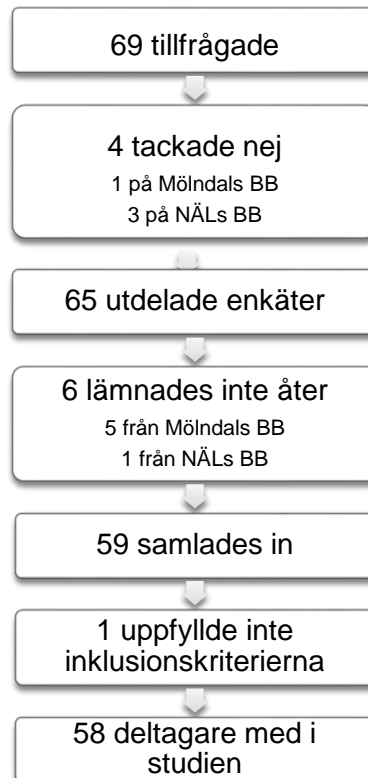 69 tillfrågade
4 tackade nej
1 på Mölndals BB
3 på NÄLs BB
65 utdelade enkäter
6 lämnades inte åter
5 från Mölndals BB
1 från NÄLs BB
59 samlades in
1 uppfyllde inte
inklusionskriterierna
58 deltagare med i
studien